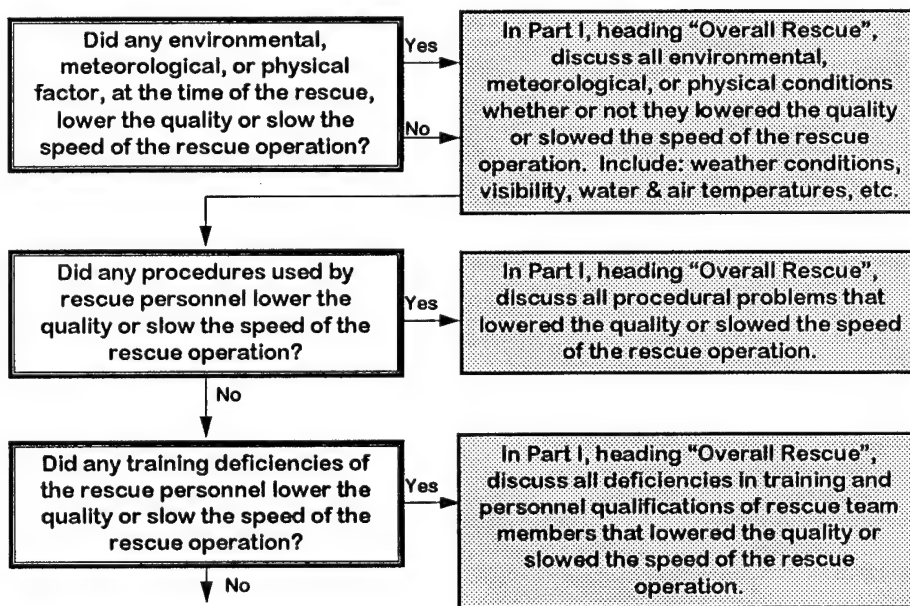 Did any environmental,
meteorological, or physical
factor, at the time of the rescue,
lower the quality or slow the
speed of the rescue operation?
Yes
No
In Part I, heading “Overall Rescue”,
discuss all environmental,
meteorological, or physical conditions
whether or not they lowered the quality
or slowed the speed of the rescue
operation. Include: weather conditions,
visibility, water & air temperatures, etc.
Did any procedures used by
rescue personnel lower the
quality or slow the speed of the
rescue operation?
Yes
In Part I, heading “Overall Rescue”,
discuss all procedural problems that
lowered the quality or slowed the speed
of the rescue operation.
No
Did any training deficiencies of
the rescue personnel lower the
quality or slow the speed of the
rescue operation?
Yes
In Part I, heading “Overall Rescue”,
discuss all deficiencies in training and
personnel qualifications of rescue team
members that lowered the quality or
slowed the speed of the rescue
operation.
No